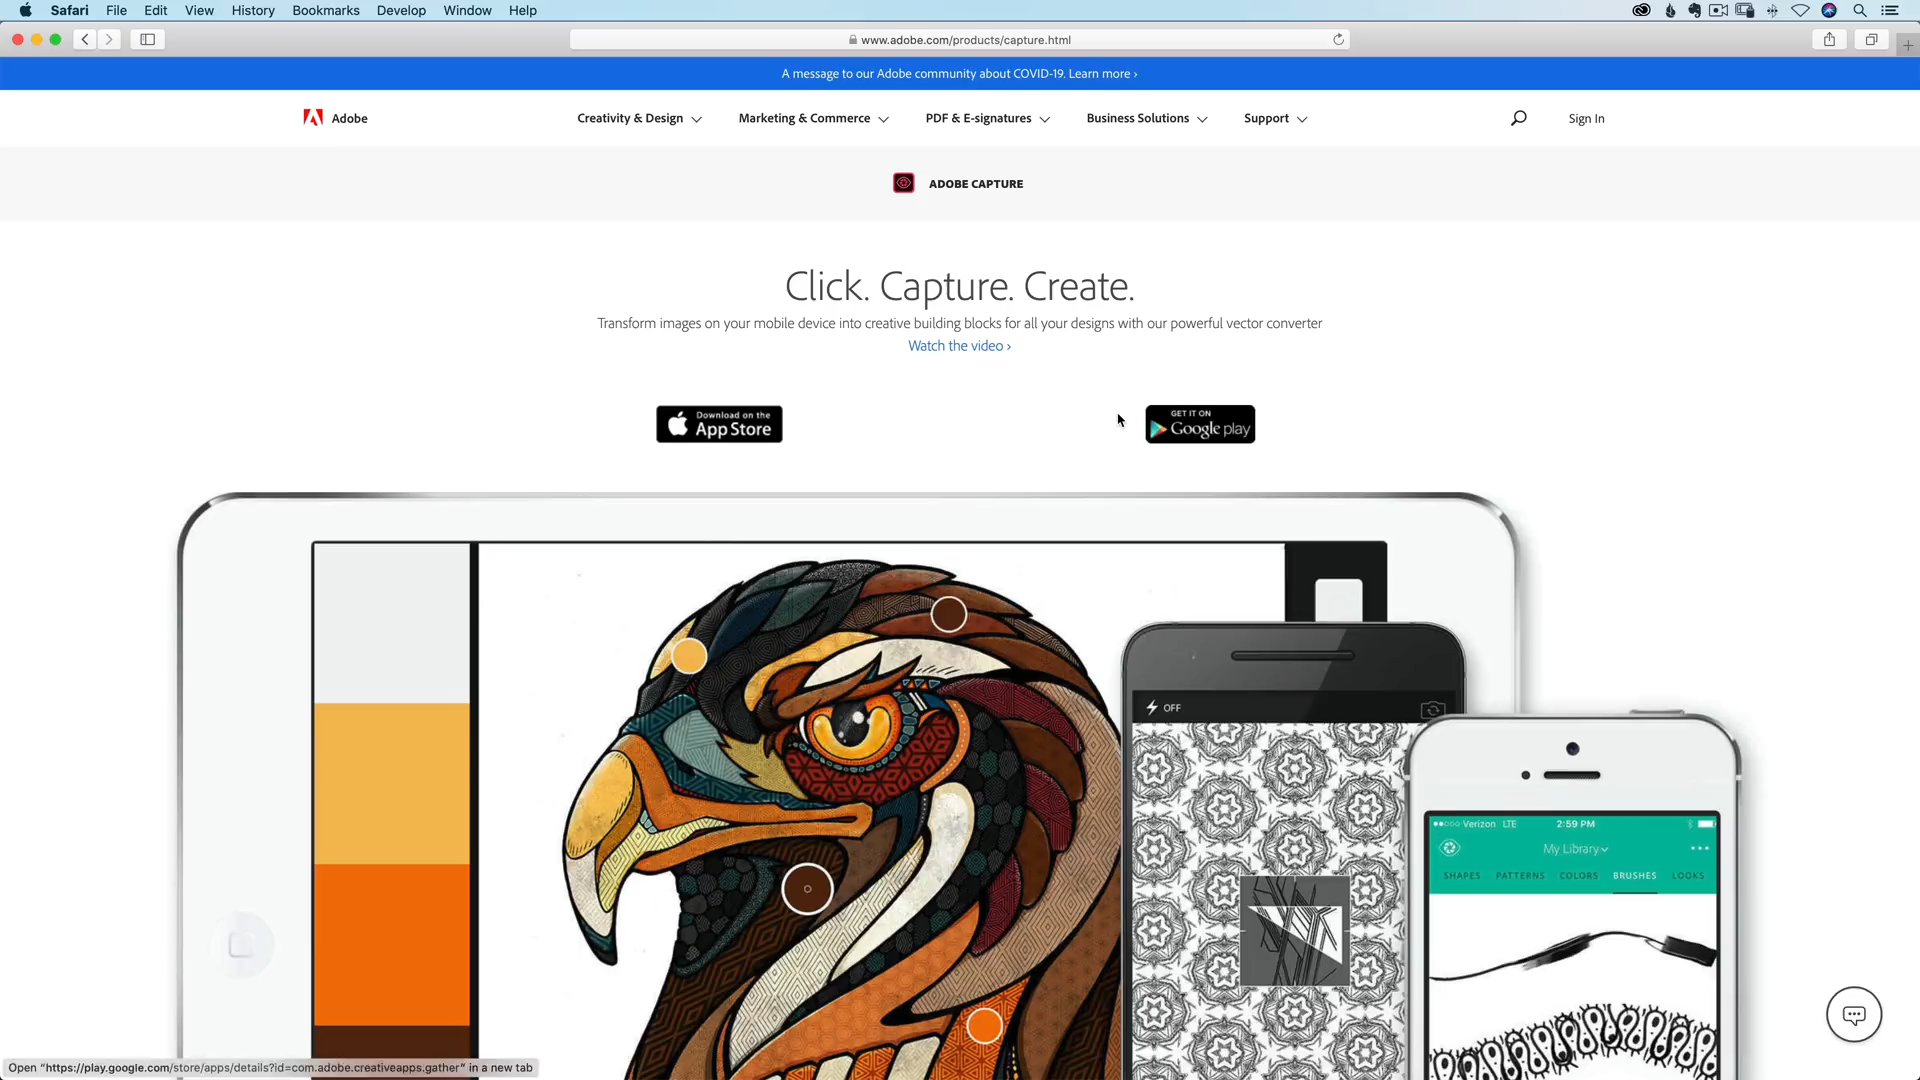 Safari File Edit View History Bookmarks Develop Window Help
www.adobe.com/products/capture.html
A message to our Adobe community about COVID-19. Learn more ›
Adobe Creativity & Design Marketing & Commerce PDF & E-signatures Business Solutions Support Sign In
ADOBE CAPTURE
Click. Capture. Create.
Transform images on your mobile device into creative building blocks for all your designs with our powerful vector converter
Watch the video ›
Download on the
App Store
GET IT ON
Google play
OFF
Verizon LTE 2:59 PM
My Library
SHAPES PATTERNS COLORS BRUSHES LOOKS
Open “https://play.google.com/store/apps/details?id=com.adobe.creativeapps.gather” in a new tab